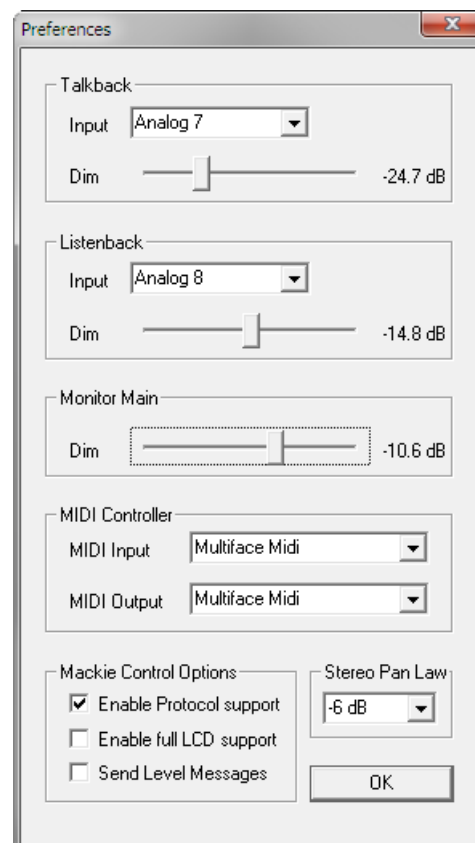 Preferences
Talkback
Input Analog 7
Dim -24.7 dB
Listenback
Input Analog 8
Dim -14.8 dB
Monitor Main
Dim -10.6 dB
MIDI Controller
MIDI Input Multiface Midi
MIDI Output Multiface Midi
Mackie Control Options
Enable Protocol support
Enable full LCD support
Send Level Messages
Stereo Pan Law
-6 dB
OK